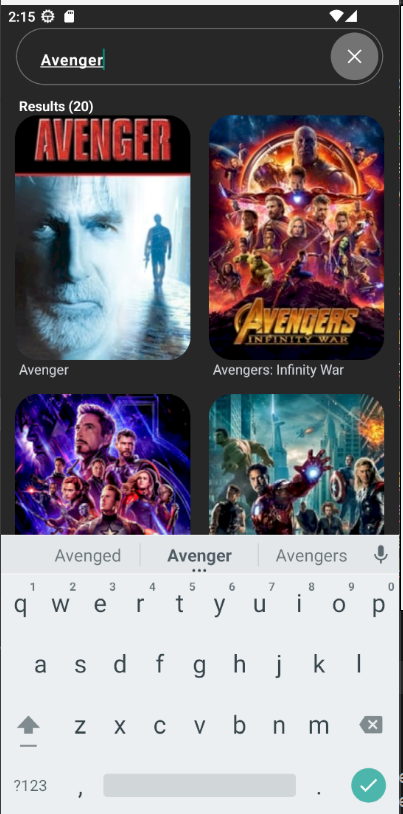 2:15
Avenger
Results (20)
AVENGER
AVENGERS
INFINITY WAR
Avenger
Avengers: Infinity War
Avenged
Avenger
Avengers
1 2 3 4 5 6 7 8 9 0
q w e r t y u i o p
a s d f g h j k l
z x c v b n m
?123 , .